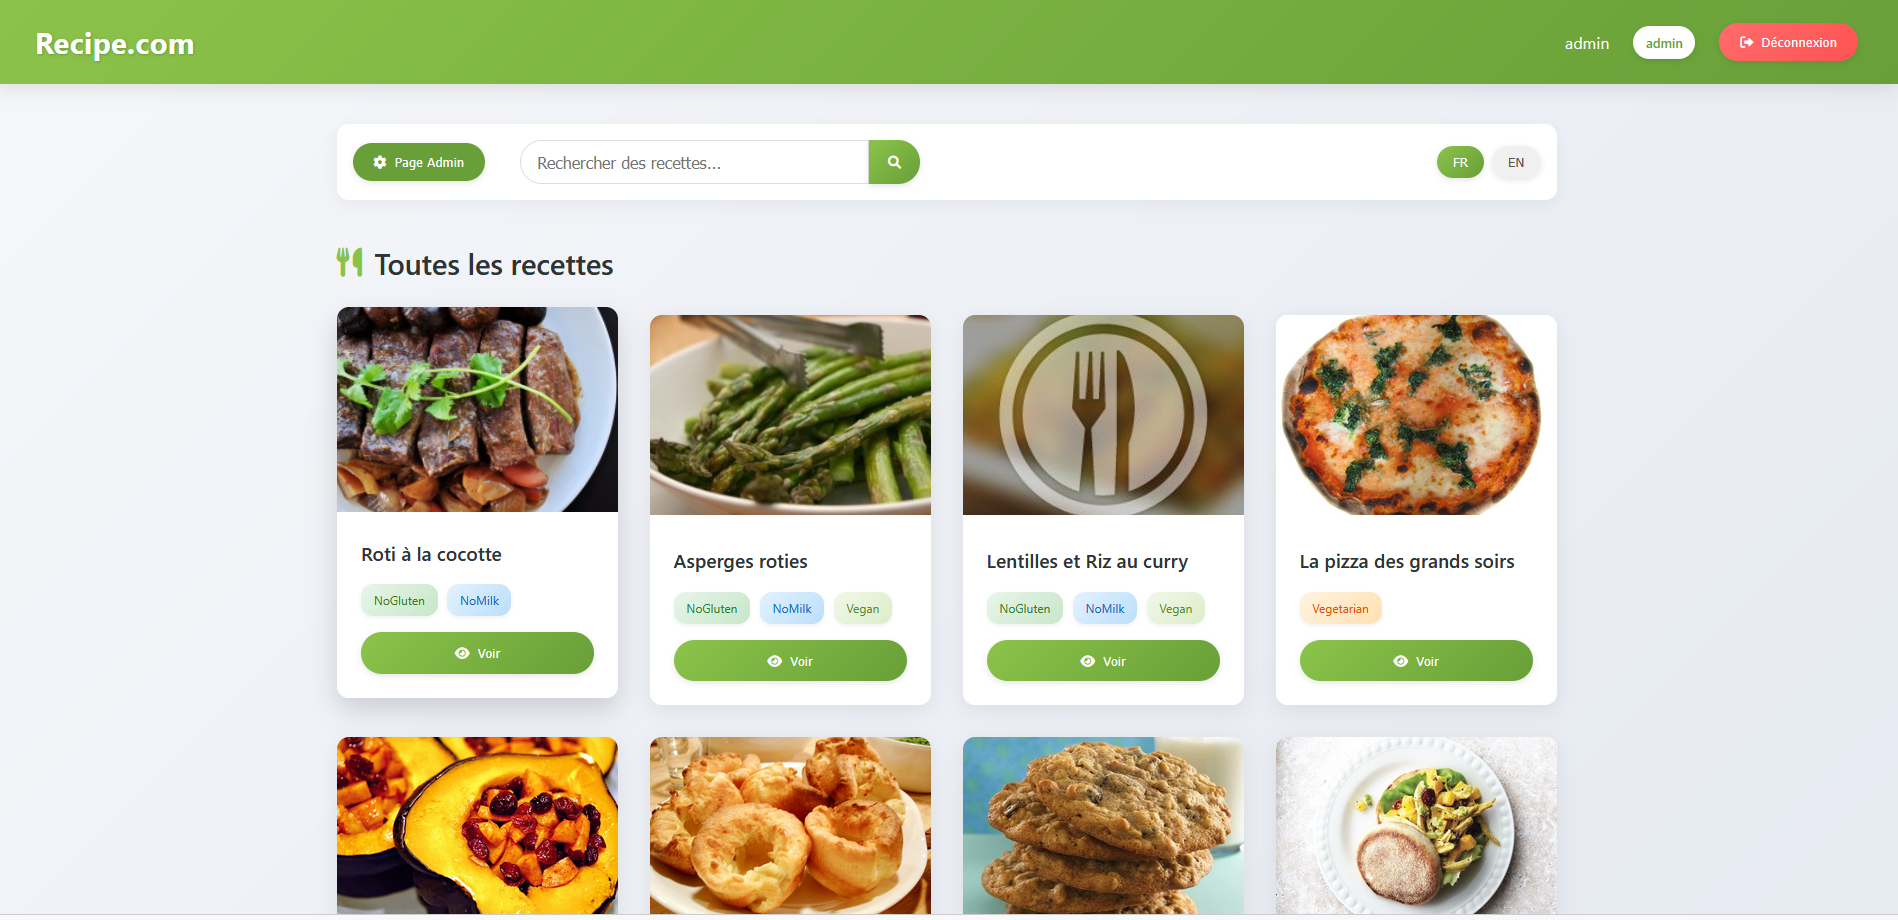 Recipe.com
admin
admin
Déconnexion
Page Admin
Rechercher des recettes...
FR
EN
Toutes les recettes
Roti à la cocotte
NoGluten NoMilk
Voir
Asperges roties
NoGluten NoMilk Vegan
Voir
Lentilles et Riz au curry
NoGluten NoMilk Vegan
Voir
La pizza des grands soirs
Vegetarian
Voir